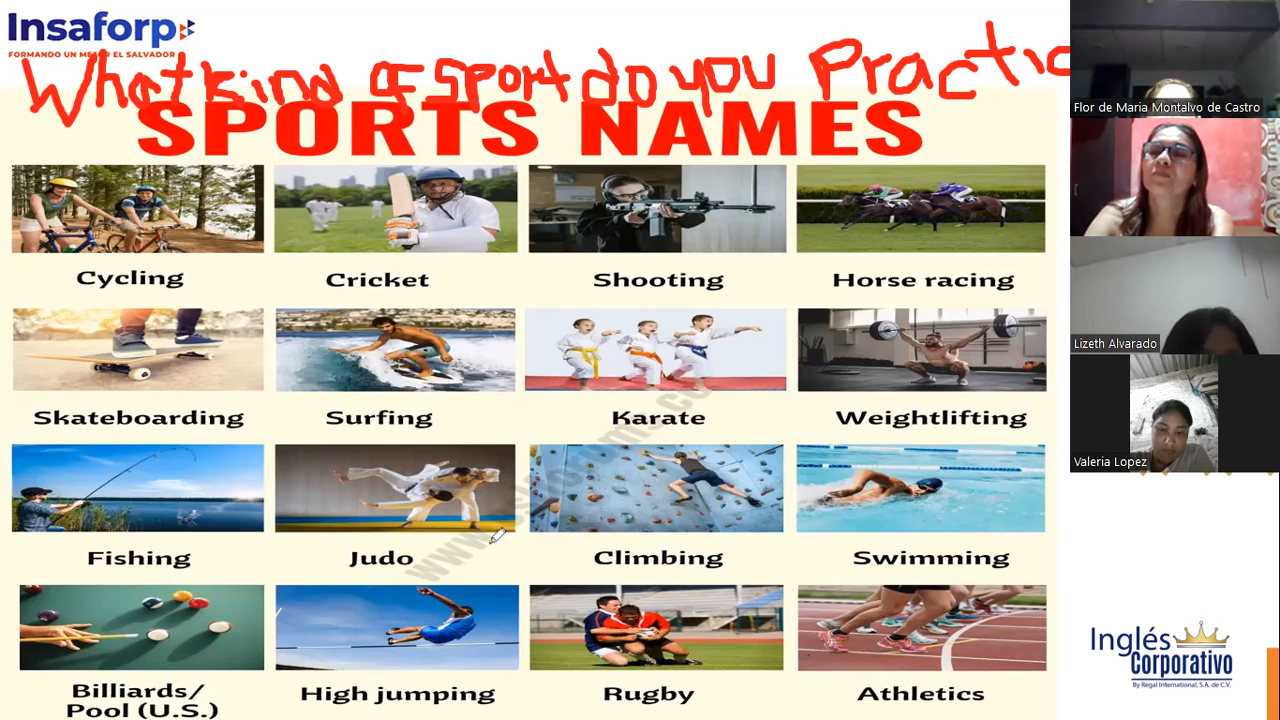 Insaforp
FORMANDO UN MEJOR EL SALVADOR
What kind of sport do you Practic
SPORTS NAMES
Cycling
Cricket
Shooting
Horse racing
Skateboarding
Surfing
Karate
Weightlifting
Fishing
Judo
Climbing
Swimming
Billiards/
Pool (U.S.)
High jumping
Rugby
Athletics
Flor de Maria Montalvo de Castro
Lizeth Alvarado
Valeria Lopez
Inglés
Corporativo
By Regal International, S.A. de C.V.